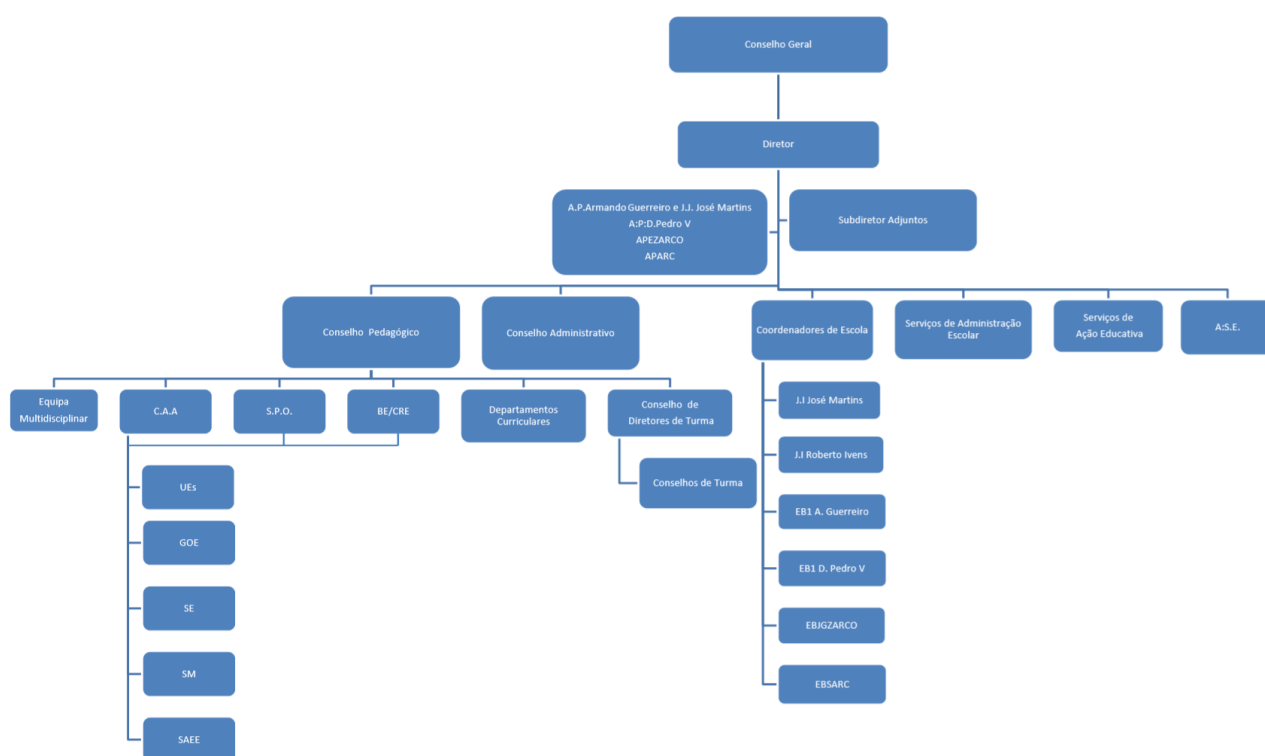 Conselho Geral
Diretor
A.P.Armando Guerreiro e J.J. José Martins
A:P:D.Pedro V
APEZARCO
APARC
Subdiretor Adjuntos
Conselho Pedagógico
Conselho Administrativo
Coordenadores de Escola
Serviços de Administração
Escolar
Serviços de
Ação Educativa
A:S.E.
Equipa
Multidisciplinar
C.A.A
S.P.O.
BE/CRE
Departamentos
Curriculares
Conselho de
Diretores de Turma
Conselhos de Turma
UEs
GOE
SE
SM
SAEE
J.I José Martins
J.I Roberto Ivens
EB1 A. Guerreiro
EB1 D. Pedro V
EBJGZARCO
EBSARC